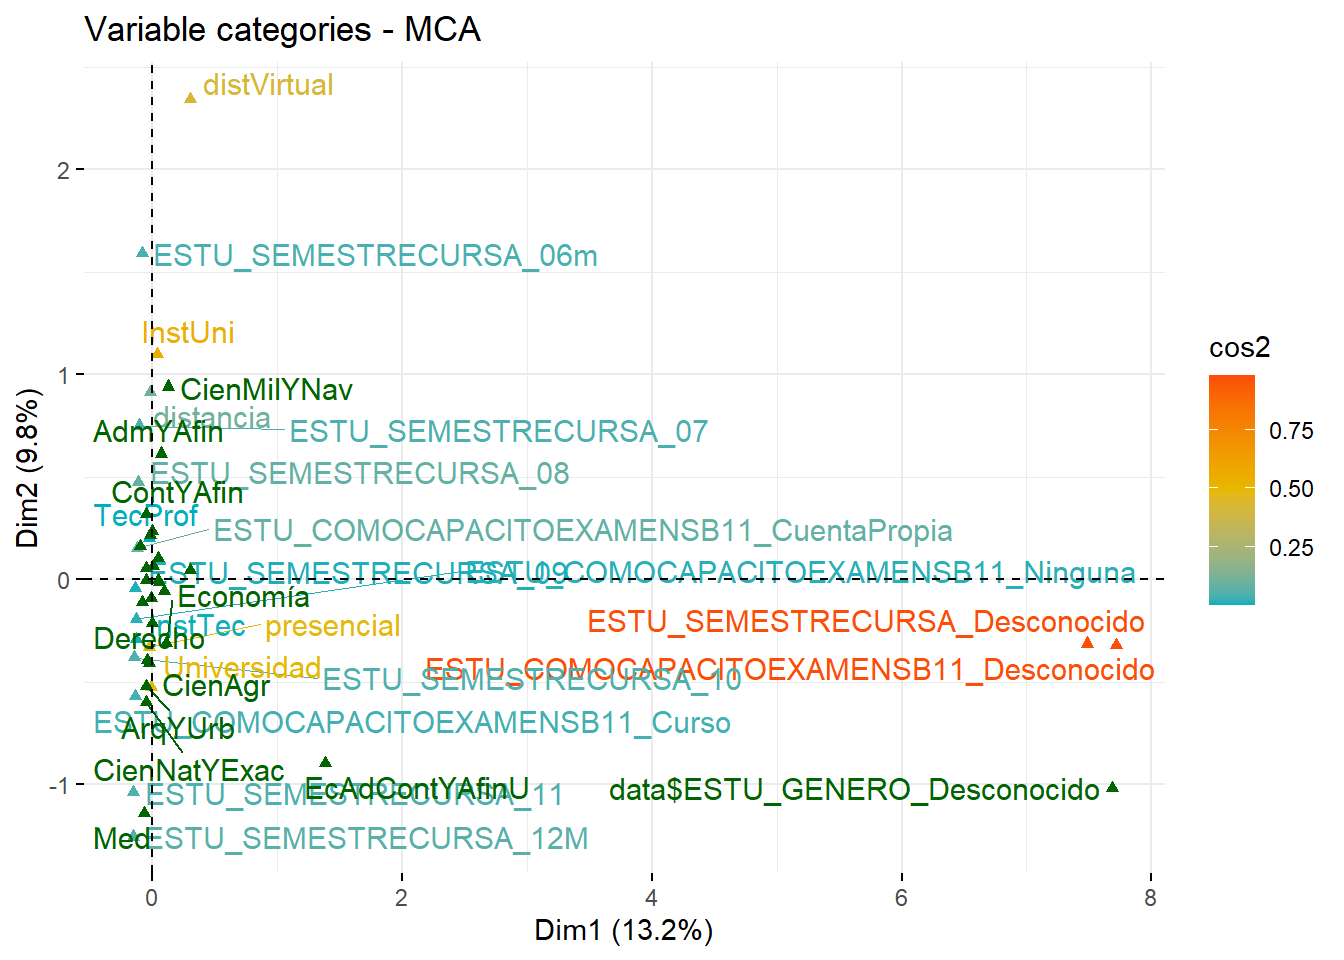 Variable categories - MCA
distVirtual
2
ESTU_SEMESTRECURSA_06m
InstUni
cos2
1
CienMilYNav
distancia
AdmYAfin
ESTU_SEMESTRECURSA_07
0.75
ESTU_SEMESTRECURSA_08
ContYAfin
0.50
TecProf
ESTU_COMOCAPACITOEXAMENSB11_CuentaPropia
Dim2 (9.8%)
0.25
0
ESTU_SEMESTRECURSA_09
ESTU_COMOCAPACITOEXAMENSB11_Ninguna
Economía
InstTec
presencial
ESTU_SEMESTRECURSA_Desconocido
Derecho
Universidad
ESTU_COMOCAPACITOEXAMENSB11_Desconocido
ESTU_SEMESTRECURSA_10
CienAgr
ESTU_COMOCAPACITOEXAMENSB11_Curso
ArqYUrb
CienNatYExac
-1
EcAdContYAfinU
data$ESTU_GENERO_Desconocido
ESTU_SEMESTRECURSA_11
Med
ESTU_SEMESTRECURSA_12M
0
2
4
6
8
Dim1 (13.2%)